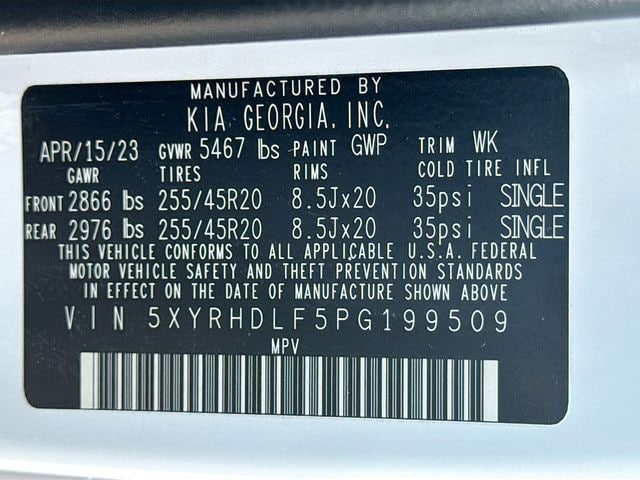 MANUFACTURED BY
KIA GEORGIA, INC.
APR/15/23 GVWR 5467 lbs PAINT GWP TRIM WK
GAWR TIRES RIMS COLD TIRE INFL
FRONT 2866 lbs 255/45R20 8.5Jx20 35psi SINGLE
REAR 2976 lbs 255/45R20 8.5Jx20 35psi SINGLE
THIS VEHICLE CONFORMS TO ALL APPLICABLE U.S.A. FEDERAL
MOTOR VEHICLE SAFETY AND THEFT PREVENTION STANDARDS
IN EFFECT ON THE DATE OF MANUFACTURE SHOWN ABOVE
VIN 5XYRHDLF5PG199509
MPV